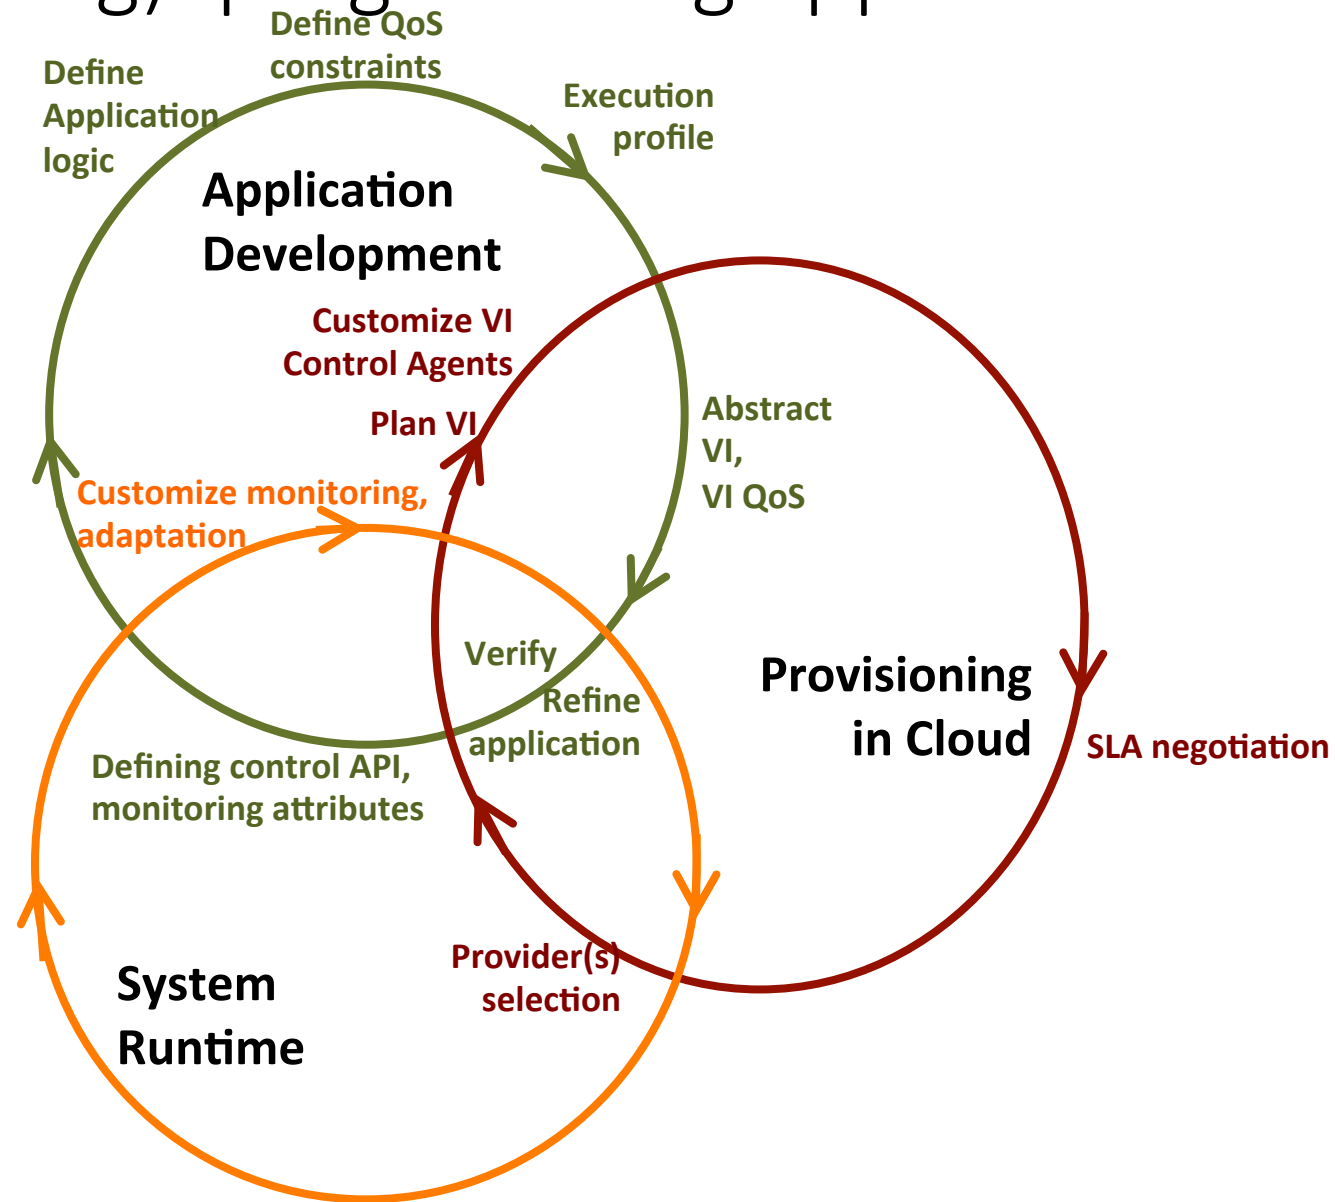 Define QoS
constraints
Define
Application
logic
Execution
profile
Application
Development
Customize VI
Control Agents
Plan VI
Abstract
VI,
VI QoS
Customize monitoring,
adaptation
Verify
Refine
application
Provisioning
in Cloud
SLA negotiation
Defining control API,
monitoring attributes
Provider(s)
selection
System
Runtime